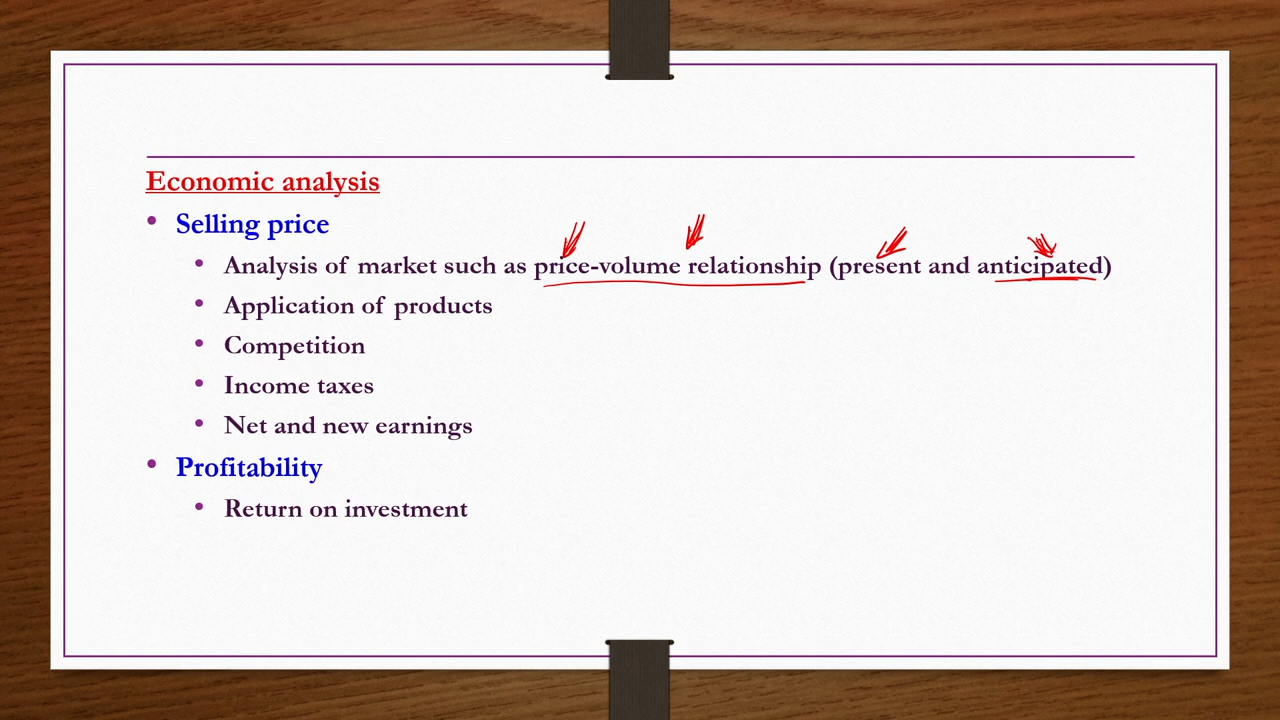 Economic analysis
• Selling price
• Analysis of market such as price-volume relationship (present and anticipated)
• Application of products
• Competition
• Income taxes
• Net and new earnings
• Profitability
• Return on investment